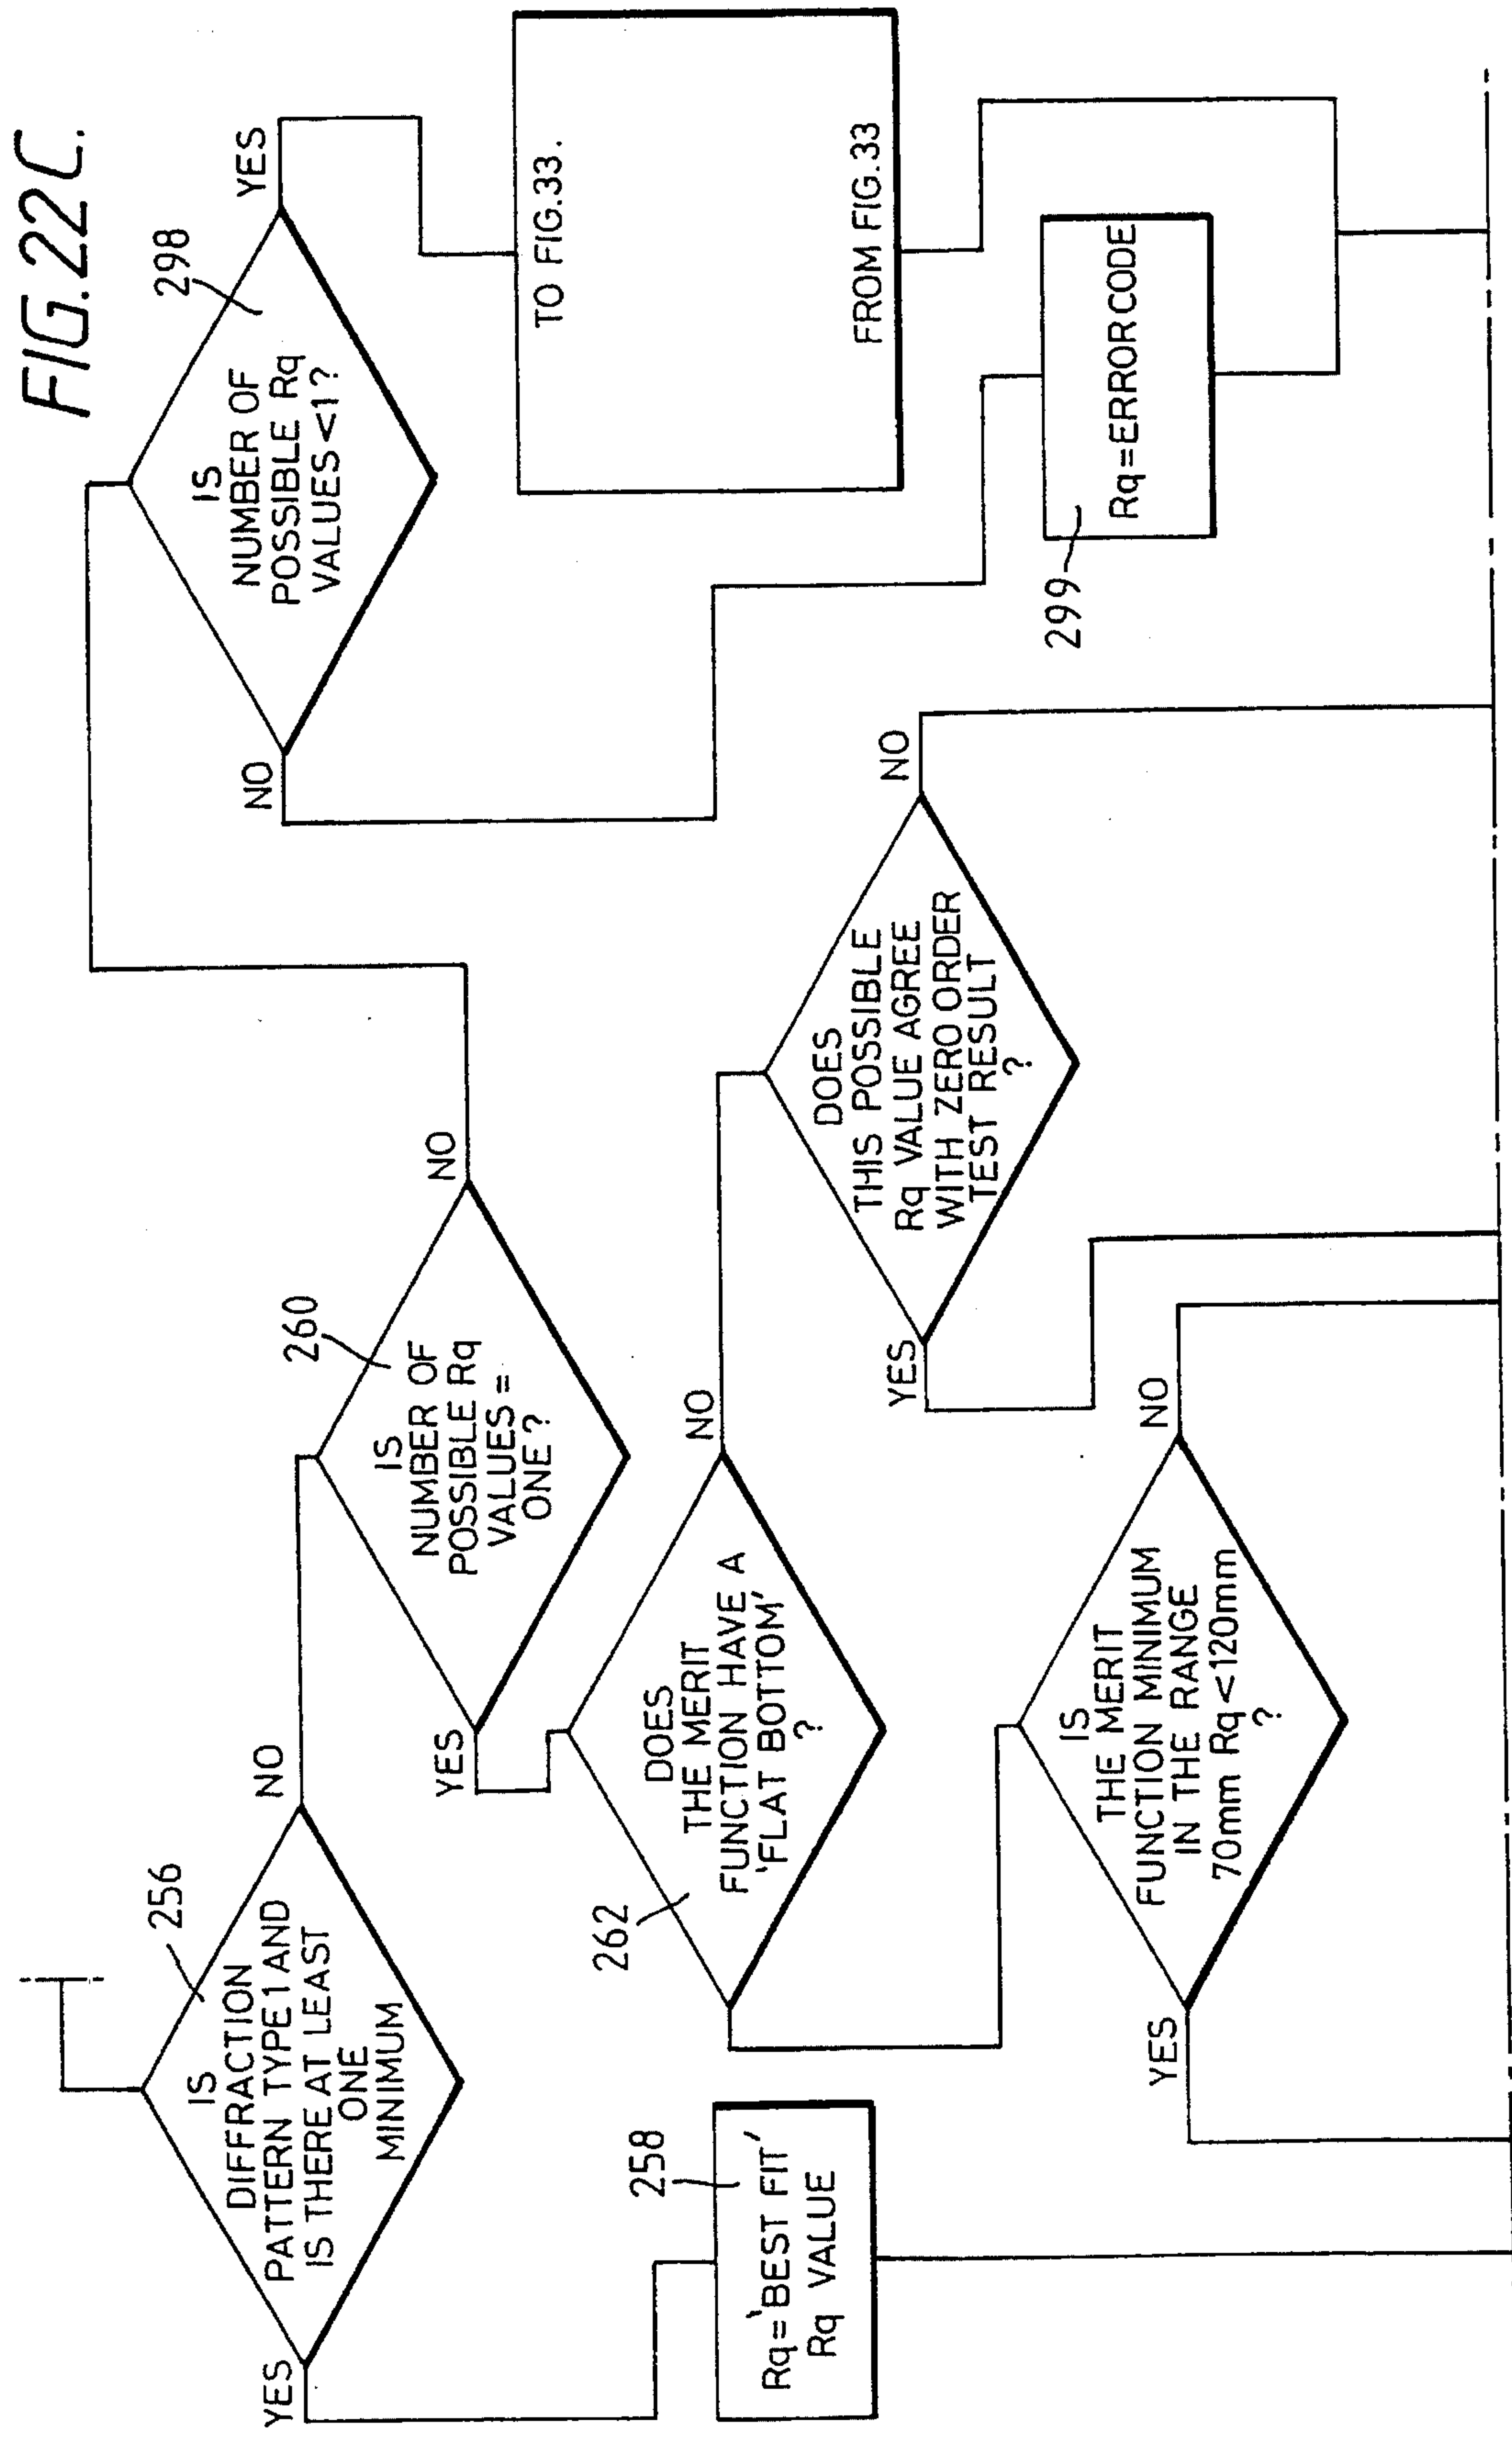 FIG.22C.
256
IS
DIFFRACTION
PATTERN TYPE 1 AND
IS THERE AT LEAST
ONE
MINIMUM
YES
NO
258
Rq='BEST FIT'
Rq VALUE
260
IS
NUMBER OF
POSSIBLE Rq
VALUES =
ONE?
YES
NO
262
DOES
THE MERIT
FUNCTION HAVE A
'FLAT BOTTOM'
?
NO
IS
THE MERIT
FUNCTION MINIMUM
IN THE RANGE
70mm Rq<120mm
?
YES
NO
DOES
THIS POSSIBLE
Rq VALUE AGREE
WITH ZERO ORDER
TEST RESULT
?
YES
NO
298
IS
NUMBER OF
POSSIBLE Rq
VALUES<1?
NO
YES
TO FIG.33.
FROM FIG.33
299
Rq=ERROR CODE